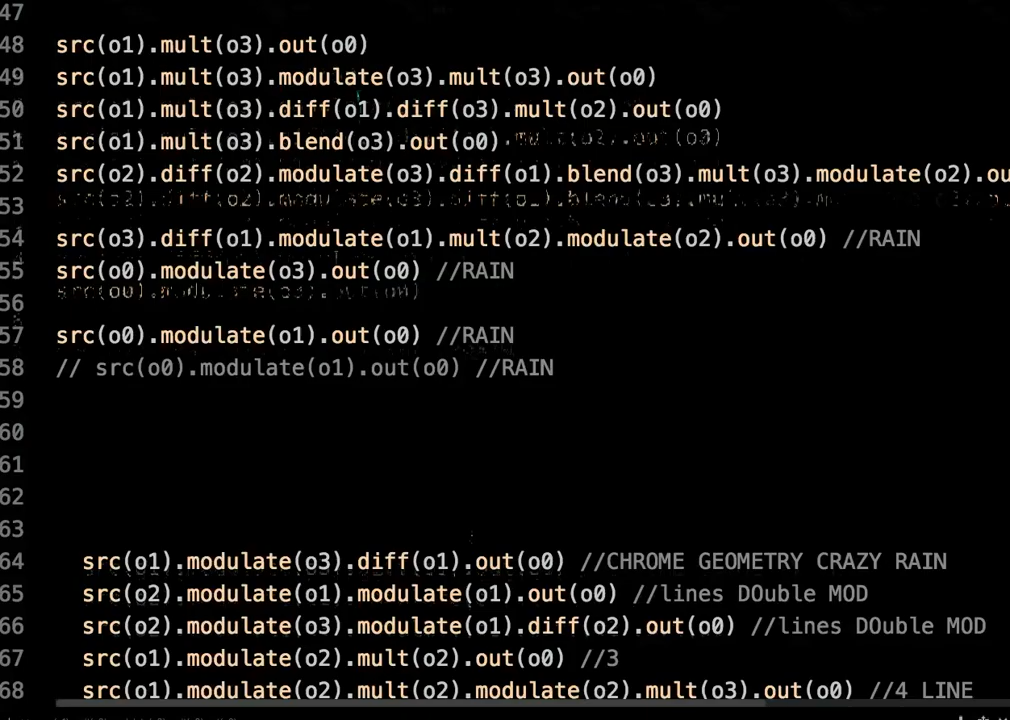 47
48 src(o1).mult(o3).out(o0)
49 src(o1).mult(o3).modulate(o3).mult(o3).out(o0)
50 src(o1).mult(o3).diff(o1).diff(o3).mult(o2).out(o0)
51 src(o1).mult(o3).blend(o3).out(o0)
52 src(o2).diff(o2).modulate(o3).diff(o1).blend(o3).mult(o3).modulate(o2).ou
53
54 src(o3).diff(o1).modulate(o1).mult(o2).modulate(o2).out(o0) //RAIN
55 src(o0).modulate(o3).out(o0) //RAIN
56
57 src(o0).modulate(o1).out(o0) //RAIN
58 // src(o0).modulate(o1).out(o0) //RAIN
59
60
61
62
63
64 src(o1).modulate(o3).diff(o1).out(o0) //CHROME GEOMETRY CRAZY RAIN
65 src(o2).modulate(o1).modulate(o1).out(o0) //lines DOuble MOD
66 src(o2).modulate(o3).modulate(o1).diff(o2).out(o0) //lines DOuble MOD
67 src(o1).modulate(o2).mult(o2).out(o0) //3
68 src(o1).modulate(o2).mult(o2).modulate(o2).mult(o3).out(o0) //4 LINE